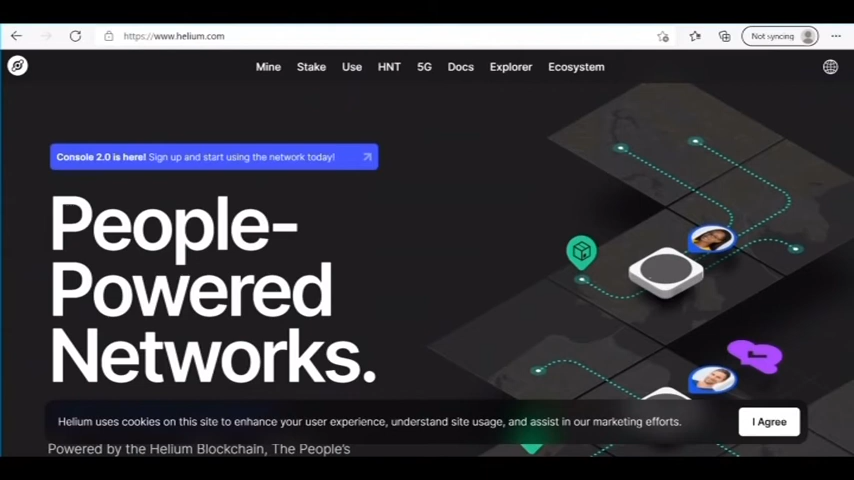 https://www.helium.com
Not syncing
Mine Stake Use HNT 5G Docs Explorer Ecosystem
Console 2.0 is here! Sign up and start using the network today!
People-
Powered
Networks.
Helium uses cookies on this site to enhance your user experience, understand site usage, and assist in our marketing efforts.
I Agree
Powered by the Helium Blockchain, The People's